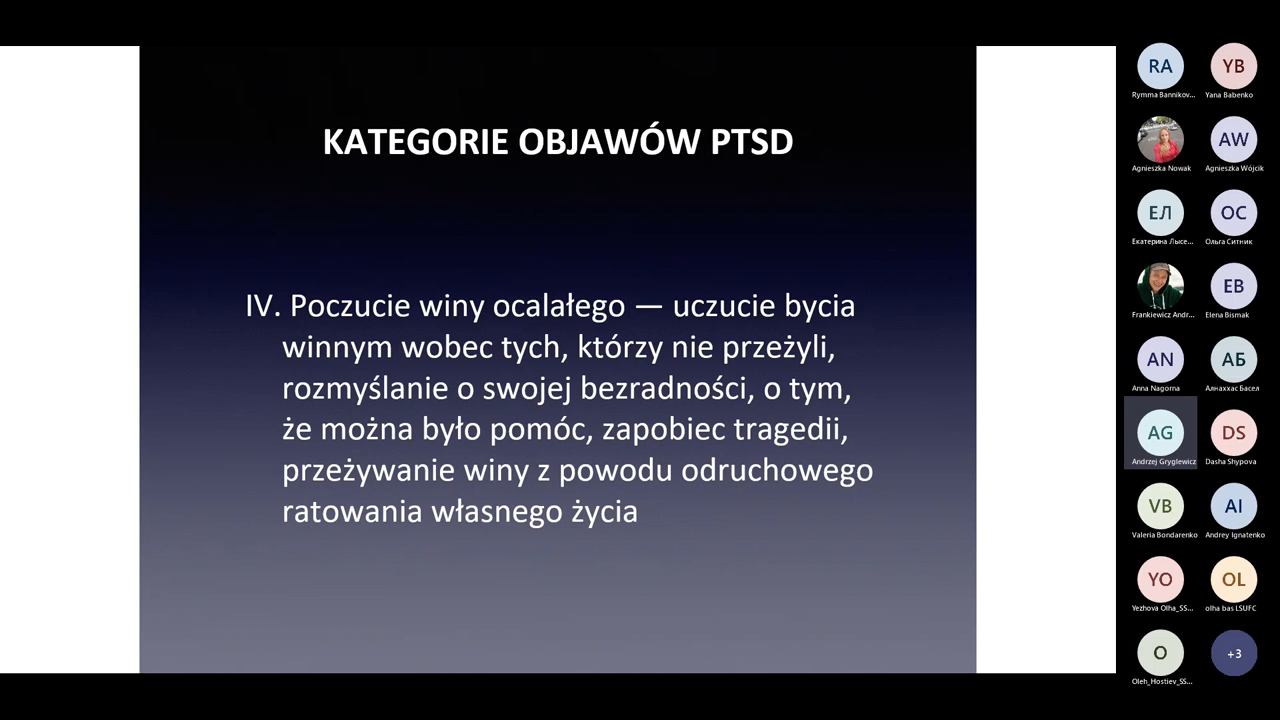 KATEGORIE OBJAWÓW PTSD
IV. Poczucie winy ocalałego — uczucie bycia
winnym wobec tych, którzy nie przeżyli,
rozmyślanie o swojej bezradności, o tym,
że można było pomóc, zapobiec tragedii,
przeżywanie winy z powodu odruchowego
ratowania własnego życia
RA
Rymma Bannikov...
YB
Yana Babenko
Agnieszka Nowak
AW
Agnieszka Wójcik
ЕЛ
Екатерина Лысе...
ОС
Ольга Ситник
Frankiewicz Andr...
EB
Elena Bismak
AN
Anna Nagorna
АБ
Алнаххас Басел
AG
Andrzej Gryglewicz
DS
Dasha Shypova
VB
Valeria Bondarenko
AI
Andrey Ignatenko
YO
Yezhova Olha_SS...
OL
olha bas LSUFC
O
Oleh_Hostiev_SS...
+3